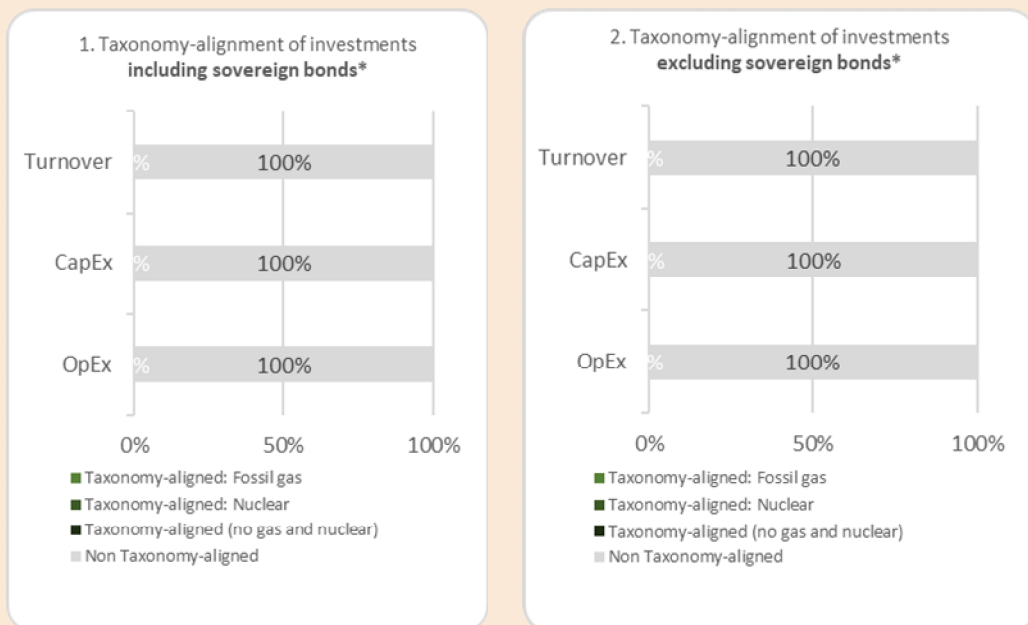 1. Taxonomy-alignment of investments
including sovereign bonds*
Turnover
% 100%
CapEx
% 100%
OpEx
% 100%
0% 50% 100%
Taxonomy-aligned: Fossil gas
Taxonomy-aligned: Nuclear
Taxonomy-aligned (no gas and nuclear)
Non Taxonomy-aligned
2. Taxonomy-alignment of investments
excluding sovereign bonds*
Turnover
% 100%
CapEx
% 100%
OpEx
% 100%
0% 50% 100%
Taxonomy-aligned: Fossil gas
Taxonomy-aligned: Nuclear
Taxonomy-aligned (no gas and nuclear)
Non Taxonomy-aligned